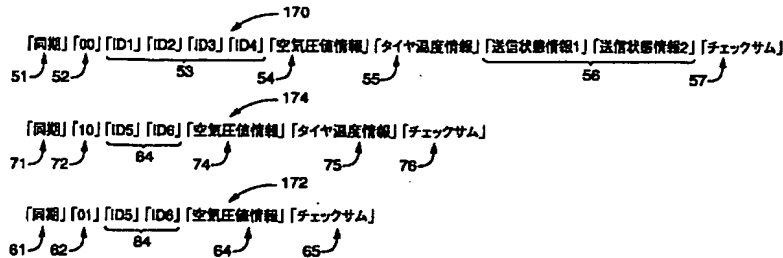 170
「同期」「00」「ID1」「ID2」「ID3」「ID4」「空気圧値情報」「タイヤ温度情報」「送信状態情報1」「送信状態情報2」「チェックサム」
51 52 53 54 55 56 57
174
「同期」「10」「ID5」「ID6」「空気圧値情報」「タイヤ温度情報」「チェックサム」
71 72 84 74 75 76
172
「同期」「01」「ID5」「ID6」「空気圧値情報」「チェックサム」
61 62 84 64 65